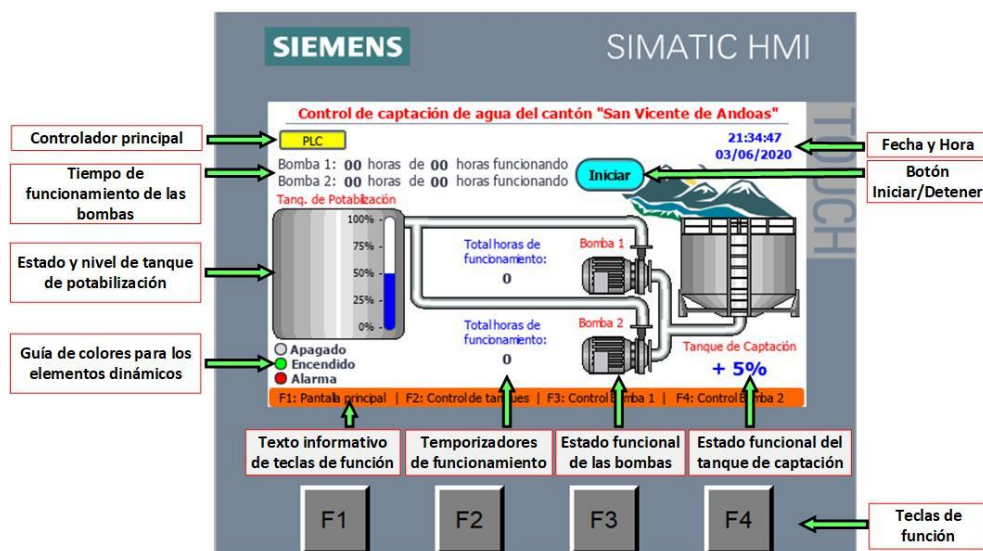 SIEMENS
SIMATIC HMI
TOUCH
Control de captación de agua del cantón "San Vicente de Andoas"
Controlador principal
PLC
21:34:47
03/06/2020
Fecha y Hora
Tiempo de
funcionamiento de las
bombas
Bomba 1: 00 horas de 00 horas funcionando
Bomba 2: 00 horas de 00 horas funcionando
Iniciar
Botón
Iniciar/Detener
Tanq. de Potabilización
100%
75%
50%
25%
0%
Estado y nivel de tanque
de potabilización
Total horas de
funcionamiento:
0
Bomba 1
Total horas de
funcionamiento:
0
Bomba 2
Tanque de Captación
+ 5%
Guía de colores para los
elementos dinámicos
Apagado
Encendido
Alarma
F1: Pantalla principal | F2: Control de tanques | F3: Control Bomba 1 | F4: Control Bomba 2
Texto informativo
de teclas de función
Temporizadores
de funcionamiento
Estado funcional
de las bombas
Estado funcional del
tanque de captación
F1
F2
F3
F4
Teclas de
función